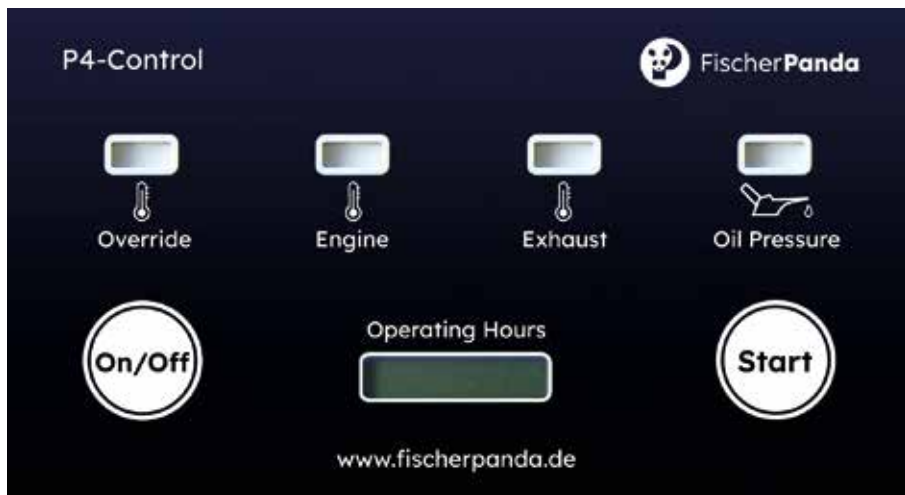 P4-Control
FischerPanda
Override
Engine
Exhaust
Oil Pressure
On/Off
Operating Hours
Start
www.fischerpanda.de